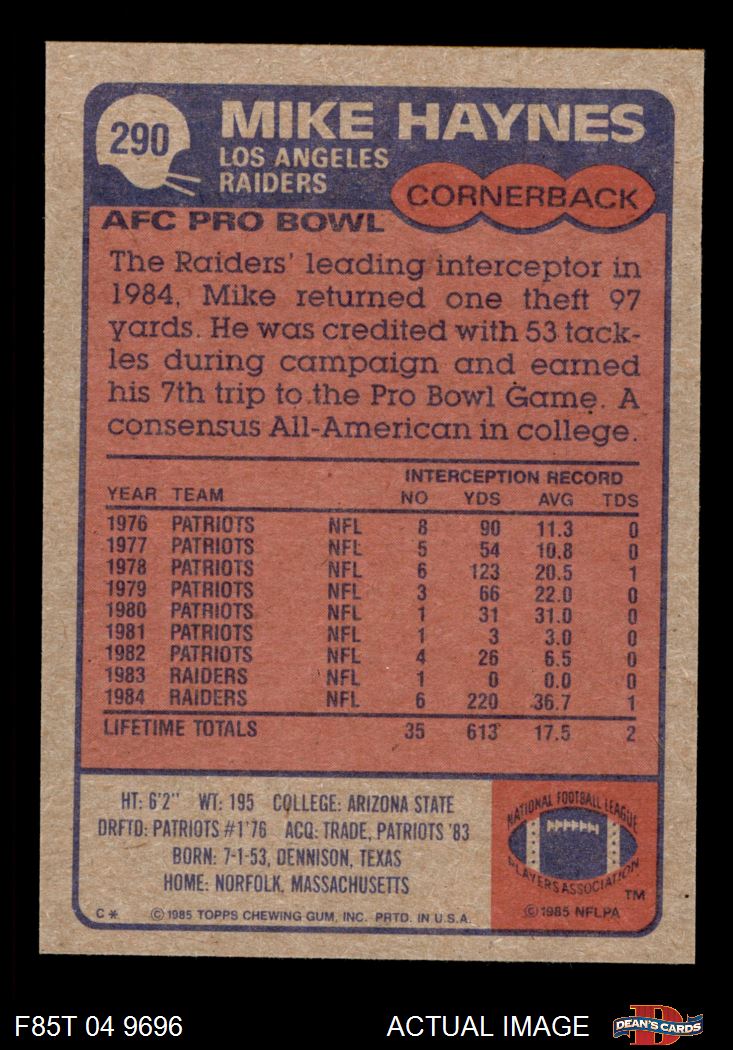 290
MIKE HAYNES
LOS ANGELES
RAIDERS
CORNERBACK
AFC PRO BOWL
The Raiders' leading interceptor in
1984, Mike returned one theft 97
yards. He was credited with 53 tack-
les during campaign and earned
his 7th trip to the Pro Bowl Game. A
consensus All-American in college.
INTERCEPTION RECORD
YEAR TEAM NO YDS AVG TDS
1976 PATRIOTS NFL 8 90 11.3 0
1977 PATRIOTS NFL 5 54 10.8 0
1978 PATRIOTS NFL 6 123 20.5 1
1979 PATRIOTS NFL 3 66 22.0 0
1980 PATRIOTS NFL 1 31 31.0 0
1981 PATRIOTS NFL 1 3 3.0 0
1982 PATRIOTS NFL 4 26 6.5 0
1983 RAIDERS NFL 1 0 0.0 0
1984 RAIDERS NFL 6 220 36.7 1
LIFETIME TOTALS 35 613 17.5 2
HT: 6'2" WT: 195 COLLEGE: ARIZONA STATE
DRFTD: PATRIOTS #1'76 ACQ: TRADE, PATRIOTS '83
BORN: 7-1-53, DENNISON, TEXAS
HOME: NORFOLK, MASSACHUSETTS
C* © 1985 TOPPS CHEWING GUM, INC. PRTD. IN U.S.A.
NATIONAL FOOTBALL LEAGUE
PLAYERS ASSOCIATION
TM
© 1985 NFLPA
F85T 04 9696 ACTUAL IMAGE
D
DEAN'S CARDS